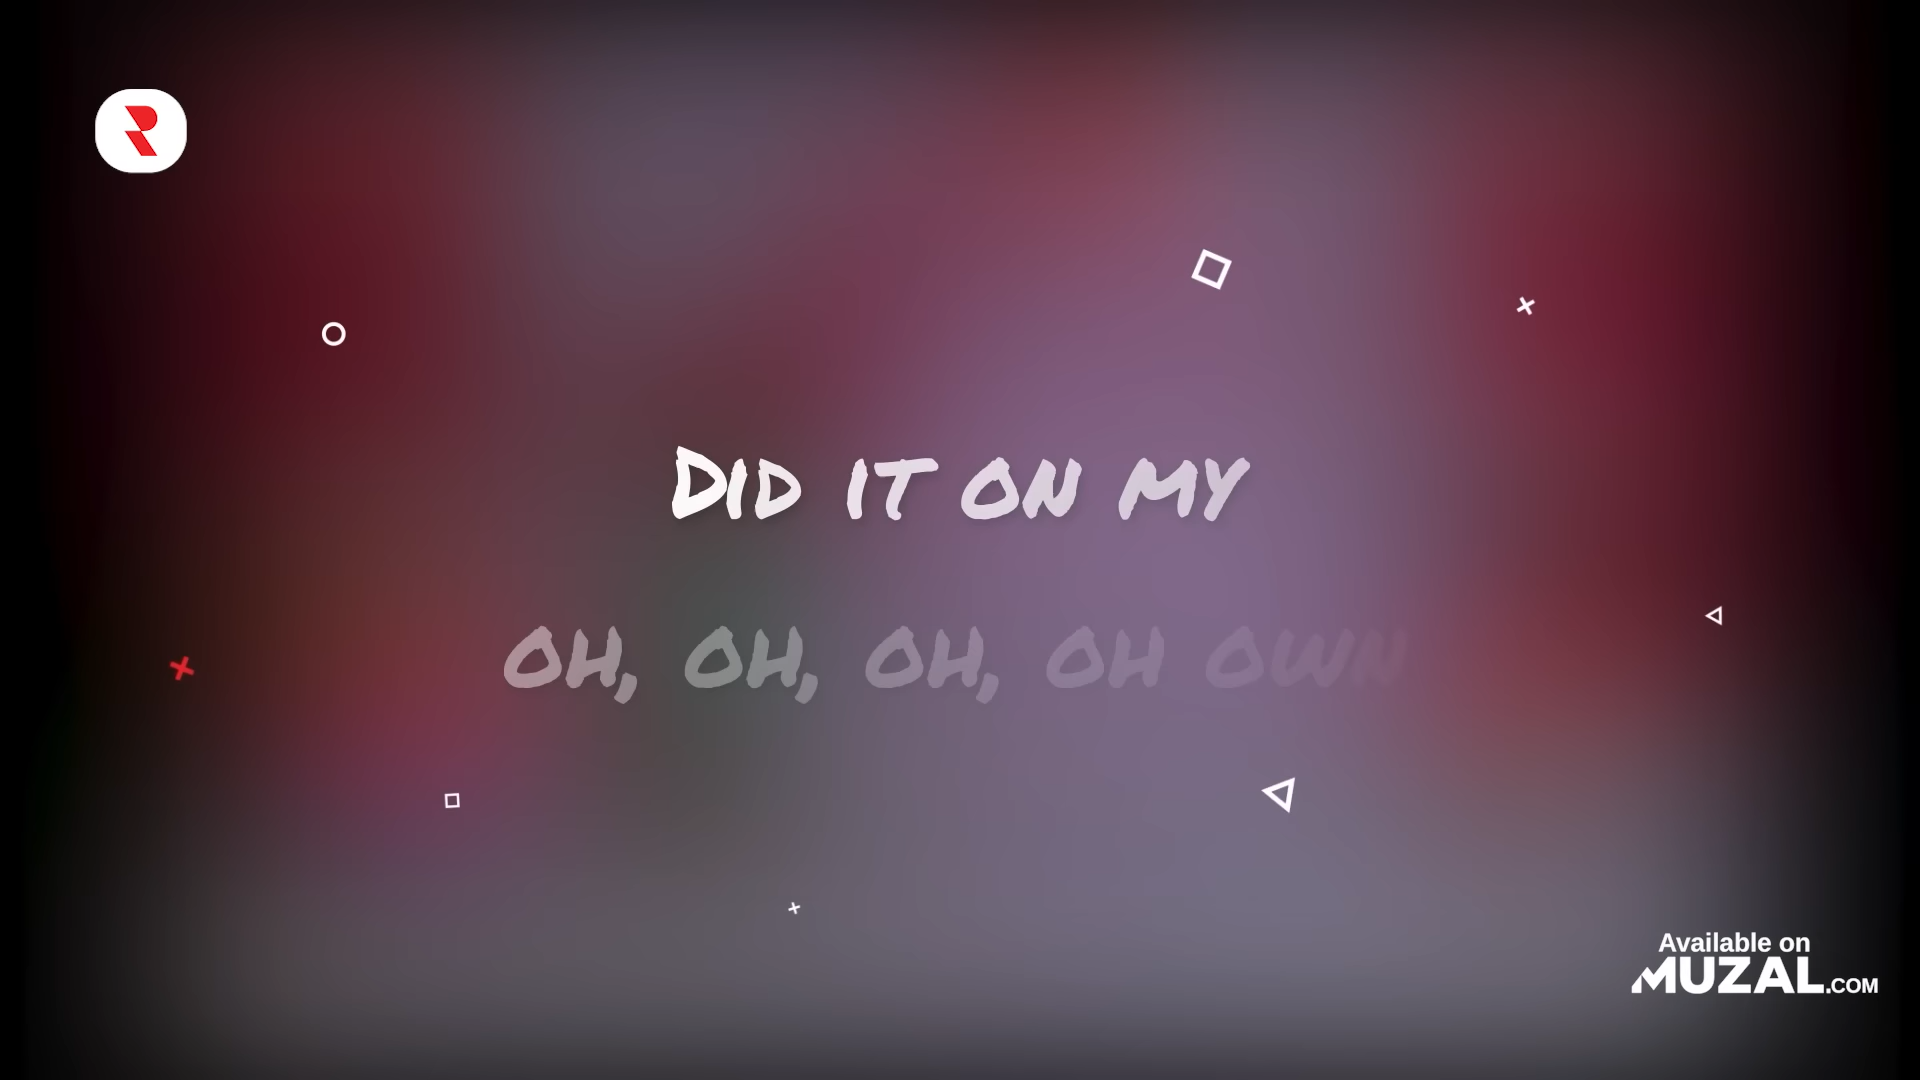 R
Did it on my
oh, oh, oh, oh own
Available on
MUZAL.COM